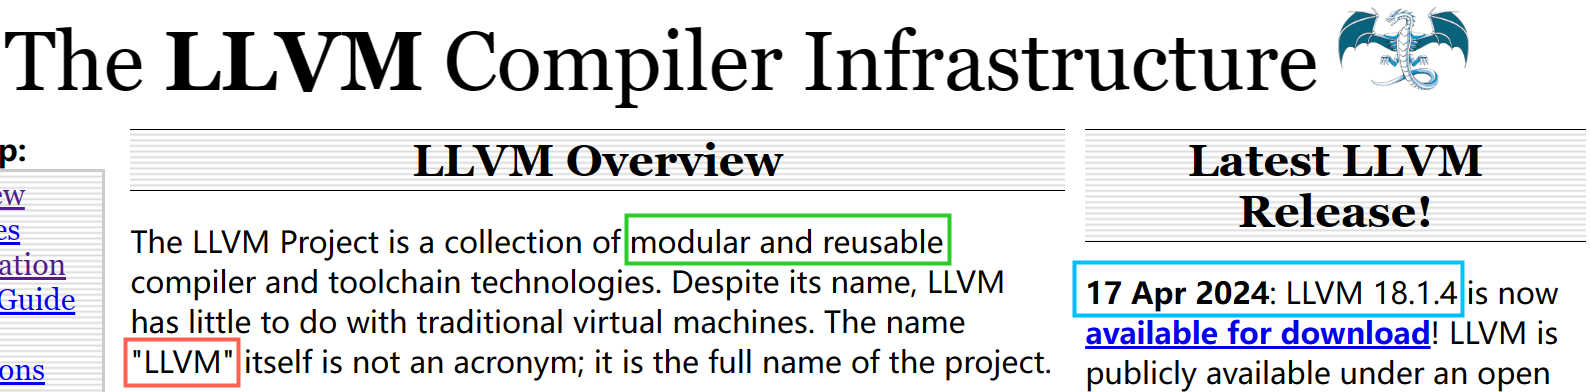 The LLVM Compiler Infrastructure
p:
ew
es
ation
Guide
ons
LLVM Overview
The LLVM Project is a collection of modular and reusable
compiler and toolchain technologies. Despite its name, LLVM
has little to do with traditional virtual machines. The name
"LLVM" itself is not an acronym; it is the full name of the project.
Latest LLVM
Release!
17 Apr 2024: LLVM 18.1.4 is now
available for download! LLVM is
publicly available under an open